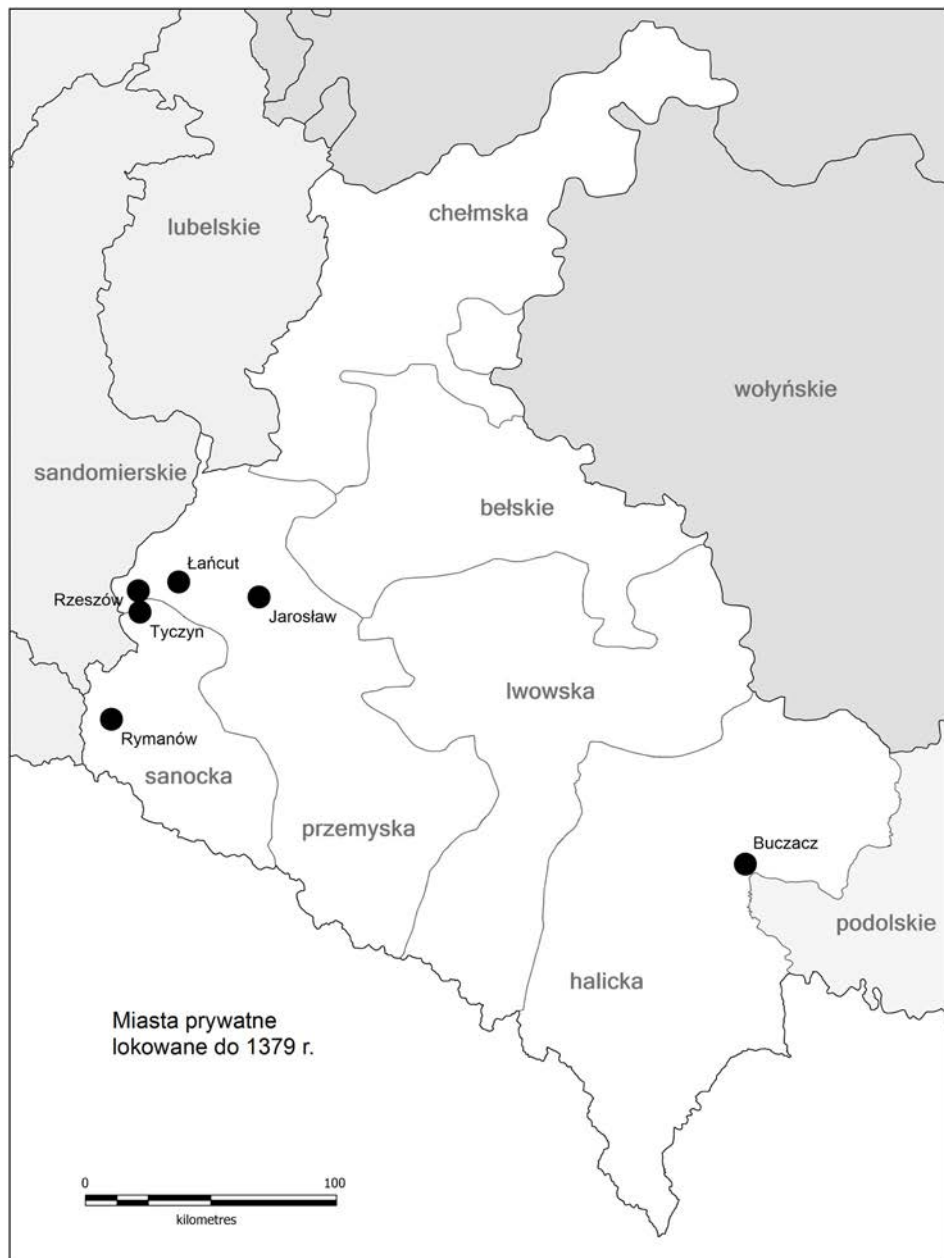 chełmska
lubelskie
wołyńskie
sandomierskie
bełskie
Łańcut
Rzeszów
Jarosław
Tyczyn
lwowska
Rymanów
sanocka
przemyska
Buczacz
podolskie
halicka
Miasta prywatne
lokowane do 1379 r.
0 100
kilometres